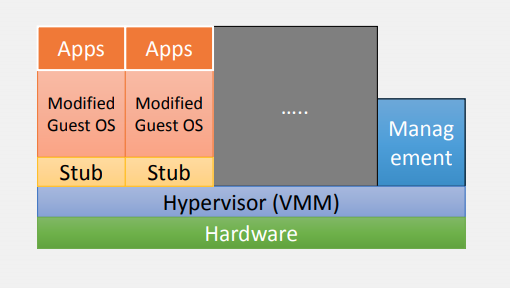 Apps Apps
Modified Modified
Guest OS Guest OS
.....
Manag
ement
Stub Stub
Hypervisor (VMM)
Hardware